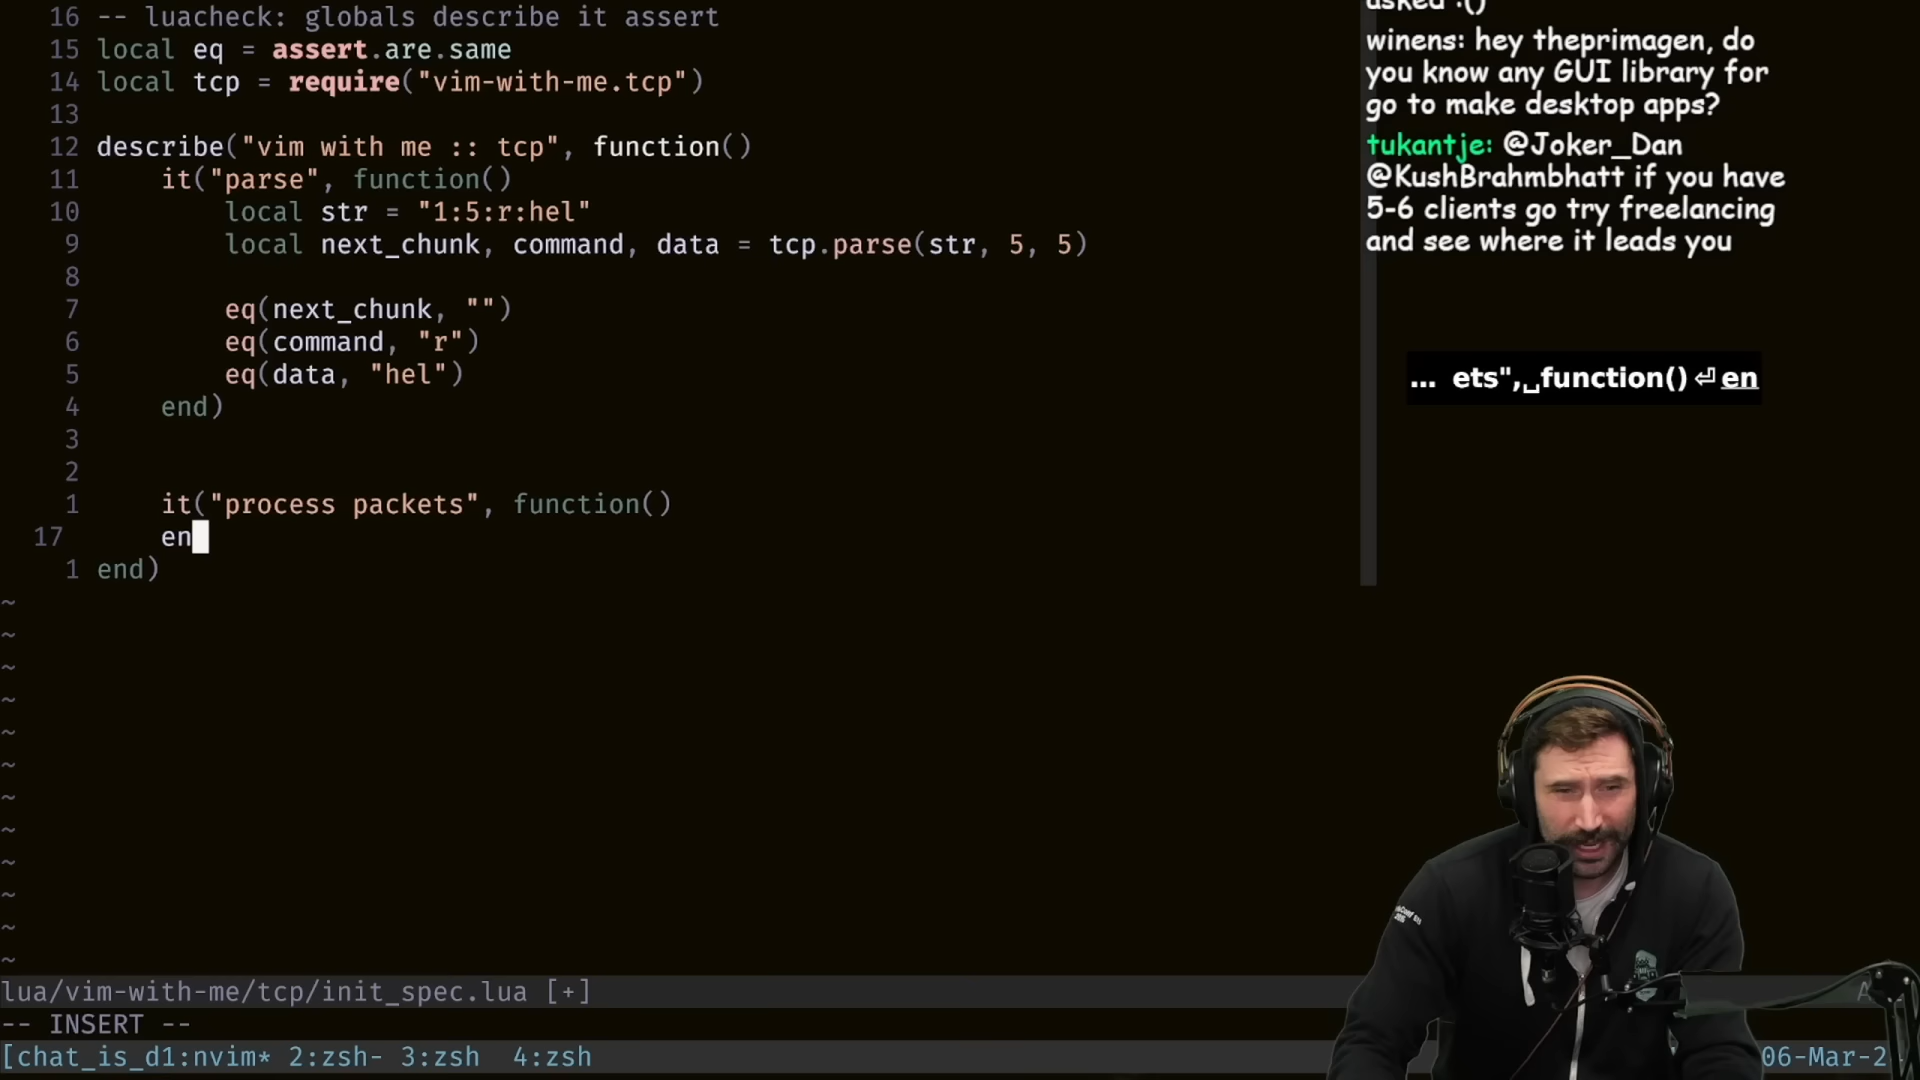 16 -- luacheck: globals describe it assert
15 local eq = assert.are.same
14 local tcp = require("vim-with-me.tcp")
13
12 describe("vim with me :: tcp", function()
11 it("parse", function()
10 local str = "1:5:r:hel"
9 local next_chunk, command, data = tcp.parse(str, 5, 5)
8
7 eq(next_chunk, "")
6 eq(command, "r")
5 eq(data, "hel")
4 end)
3
2
1 it("process packets", function()
17 en
1 end)
~
~
~
~
~
~
~
~
~
~
~
~
lua/vim-with-me/tcp/init_spec.lua [+]
-- INSERT --
[chat_is_d1:nvim* 2:zsh- 3:zsh 4:zsh
06-Mar-2
asked :()
winens: hey theprimagen, do
you know any GUI library for
go to make desktop apps?
tukantje: @Joker_Dan
@KushBrahmbhatt if you have
5-6 clients go try freelancing
and see where it leads you
... ets",␣function()⏎en